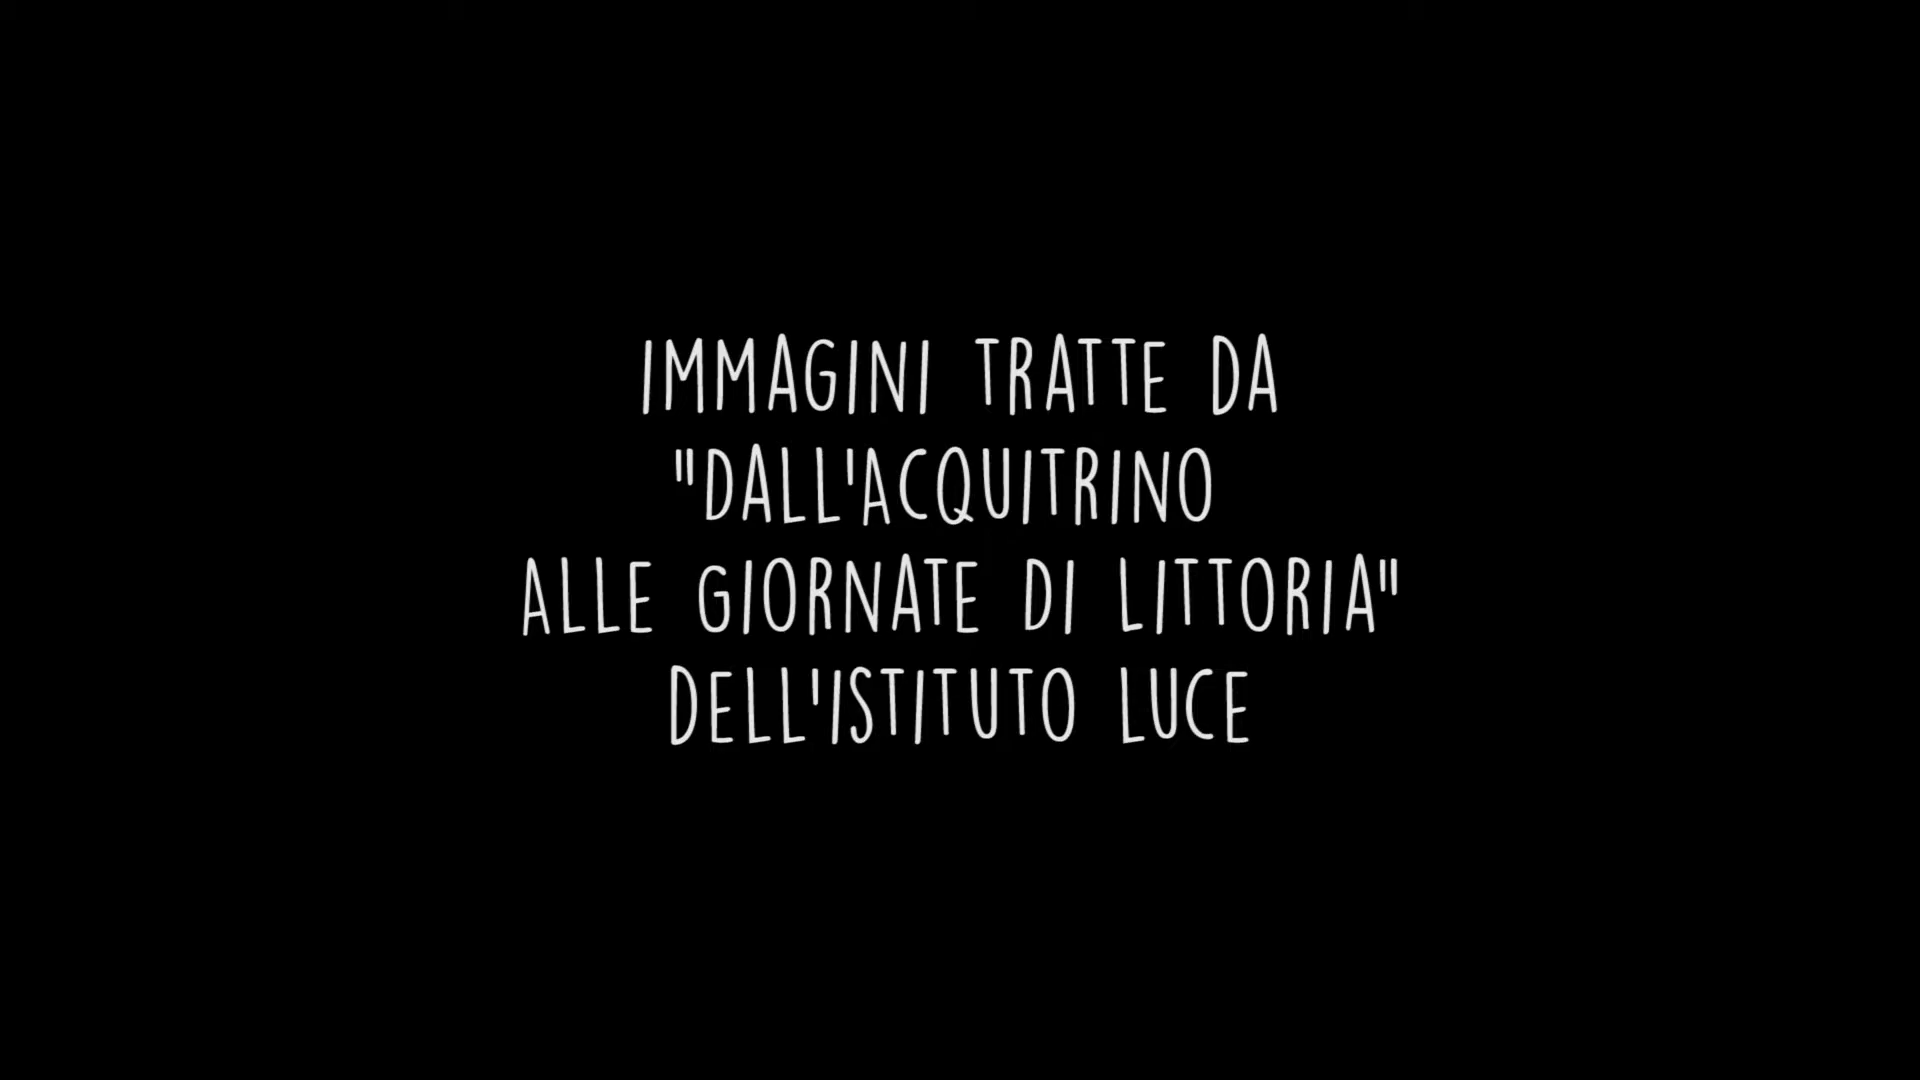 IMMAGINI TRATTE DA
"DALL'ACQUITRINO
ALLE GIORNATE DI LITTORIA"
DELL'ISTITUTO LUCE